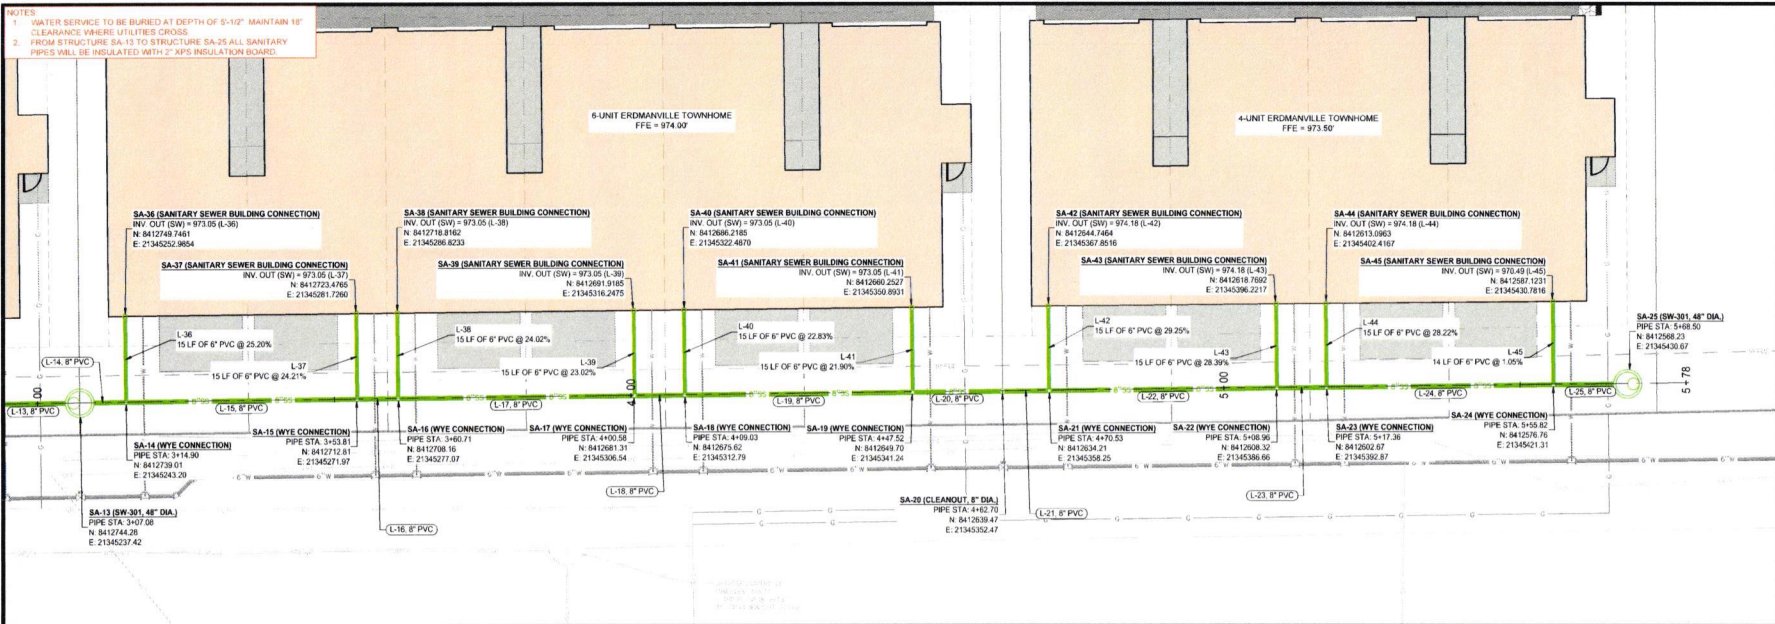 NOTES:
1. WATER SERVICE TO BE BURIED AT DEPTH OF 5'-1/2" MAINTAIN 18"
CLEARANCE WHERE UTILITIES CROSS
2. FROM STRUCTURE SA-13 TO STRUCTURE SA-25 ALL SANITARY
PIPES WILL BE INSULATED WITH 2" XPS INSULATION BOARD.
6-UNIT ERDMANVILLE TOWNHOME
FFE = 974.00'
4-UNIT ERDMANVILLE TOWNHOME
FFE = 973.50'
SA-36 (SANITARY SEWER BUILDING CONNECTION)
INV. OUT (SW) = 973.05 (L-36)
N: 8412749.7461
E: 21345252.9854
SA-37 (SANITARY SEWER BUILDING CONNECTION)
INV. OUT (SW) = 973.05 (L-37)
N: 8412723.4765
E: 21345281.7260
SA-38 (SANITARY SEWER BUILDING CONNECTION)
INV. OUT (SW) = 973.05 (L-38)
N: 8412718.8162
E: 21345286.8233
SA-39 (SANITARY SEWER BUILDING CONNECTION)
INV. OUT (SW) = 973.05 (L-39)
N: 8412691.9185
E: 21345316.2475
SA-40 (SANITARY SEWER BUILDING CONNECTION)
INV. OUT (SW) = 973.05 (L-40)
N: 8412686.2185
E: 21345322.4870
SA-41 (SANITARY SEWER BUILDING CONNECTION)
INV. OUT (SW) = 973.05 (L-41)
N: 8412660.2527
E: 21345350.8931
SA-42 (SANITARY SEWER BUILDING CONNECTION)
INV. OUT (SW) = 974.18 (L-42)
N: 8412644.7464
E: 21345367.8516
SA-43 (SANITARY SEWER BUILDING CONNECTION)
INV. OUT (SW) = 974.18 (L-43)
N: 8412618.7692
E: 21345396.2217
SA-44 (SANITARY SEWER BUILDING CONNECTION)
INV. OUT (SW) = 974.18 (L-44)
N: 8412613.0963
E: 21345402.4167
SA-45 (SANITARY SEWER BUILDING CONNECTION)
INV. OUT (SW) = 970.49 (L-45)
N: 8412587.1231
E: 21345430.7816
L-36
15 LF OF 6" PVC @ 25.20%
L-37
15 LF OF 6" PVC @ 24.21%
L-38
15 LF OF 6" PVC @ 24.02%
L-39
15 LF OF 6" PVC @ 23.02%
L-40
15 LF OF 6" PVC @ 22.83%
L-41
15 LF OF 6" PVC @ 21.90%
L-42
15 LF OF 6" PVC @ 29.25%
L-43
15 LF OF 6" PVC @ 28.39%
L-44
15 LF OF 6" PVC @ 28.22%
L-45
14 LF OF 6" PVC @ 1.05%
SA-25 (SW-301, 48" DIA.)
PIPE STA: 5+68.50
N: 8412568.23
E: 21345430.67
5+78
L-14, 8" PVC
L-13, 8" PVC
L-15, 8" PVC
L-17, 8" PVC
4+00
L-19, 8" PVC
L-20, 8" PVC
L-22, 8" PVC
5+00
L-24, 8" PVC
L-25, 8" PVC
SA-14 (WYE CONNECTION)
PIPE STA: 3+14.90
N: 8412739.01
E: 21345243.20
SA-15 (WYE CONNECTION)
PIPE STA: 3+53.81
N: 8412712.81
E: 21345271.97
SA-16 (WYE CONNECTION)
PIPE STA: 3+60.71
N: 8412708.16
E: 21345277.07
SA-17 (WYE CONNECTION)
PIPE STA: 4+00.58
N: 8412681.31
E: 21345306.54
SA-18 (WYE CONNECTION)
PIPE STA: 4+09.03
N: 8412675.62
E: 21345312.79
SA-19 (WYE CONNECTION)
PIPE STA: 4+47.52
N: 8412649.70
E: 21345341.24
SA-21 (WYE CONNECTION)
PIPE STA: 4+70.53
N: 8412634.21
E: 21345358.25
SA-22 (WYE CONNECTION)
PIPE STA: 5+08.96
N: 8412608.32
E: 21345386.66
SA-23 (WYE CONNECTION)
PIPE STA: 5+17.36
N: 8412602.67
E: 21345392.87
SA-24 (WYE CONNECTION)
PIPE STA: 5+55.82
N: 8412576.76
E: 21345421.31
SA-13 (SW-301, 48" DIA.)
PIPE STA: 3+07.08
N: 8412744.28
E: 21345237.42
L-16, 8" PVC
L-18, 8" PVC
SA-20 (CLEANOUT, 8" DIA.)
PIPE STA: 4+62.70
N: 8412639.47
E: 21345352.47
L-21, 8" PVC
L-23, 8" PVC